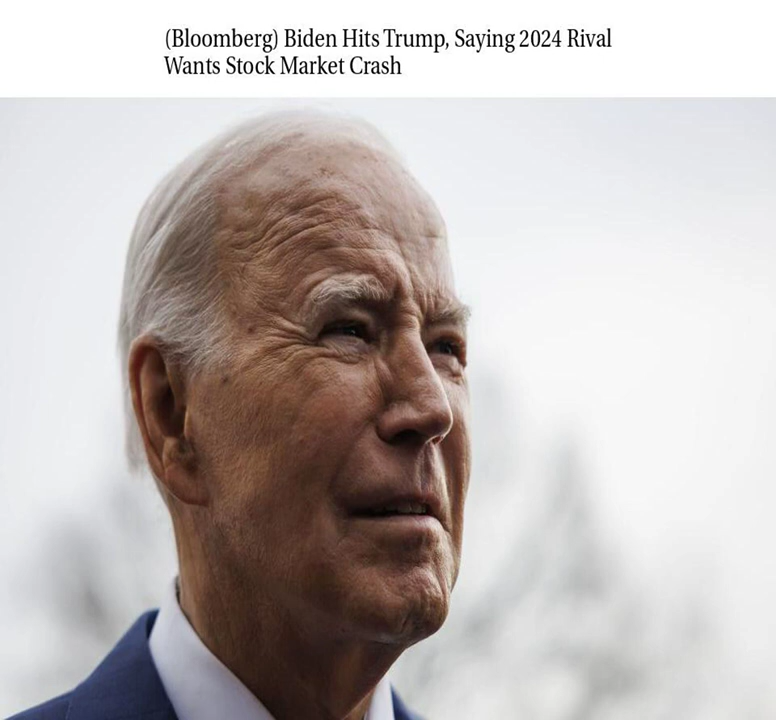 (Bloomberg) Biden Hits Trump, Saying 2024 Rival
Wants Stock Market Crash